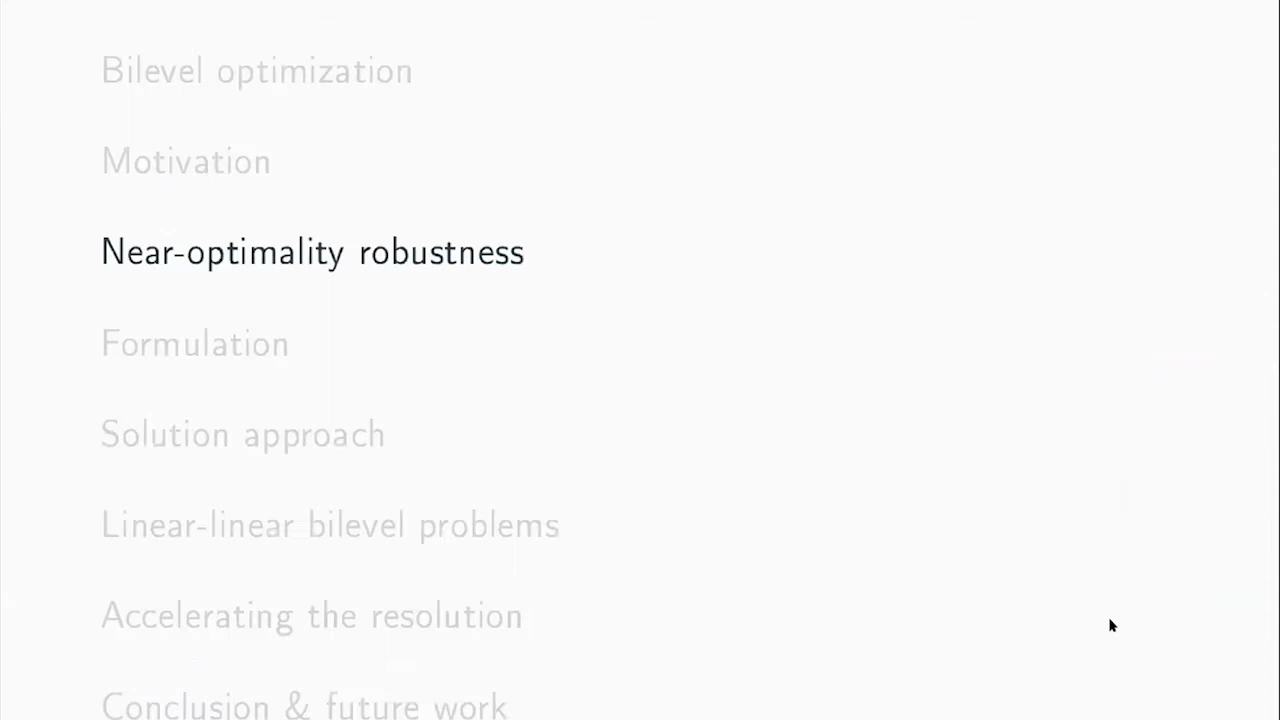 Bilevel optimization
Motivation
Near-optimality robustness
Formulation
Solution approach
Linear-linear bilevel problems
Accelerating the resolution
Conclusion & future work